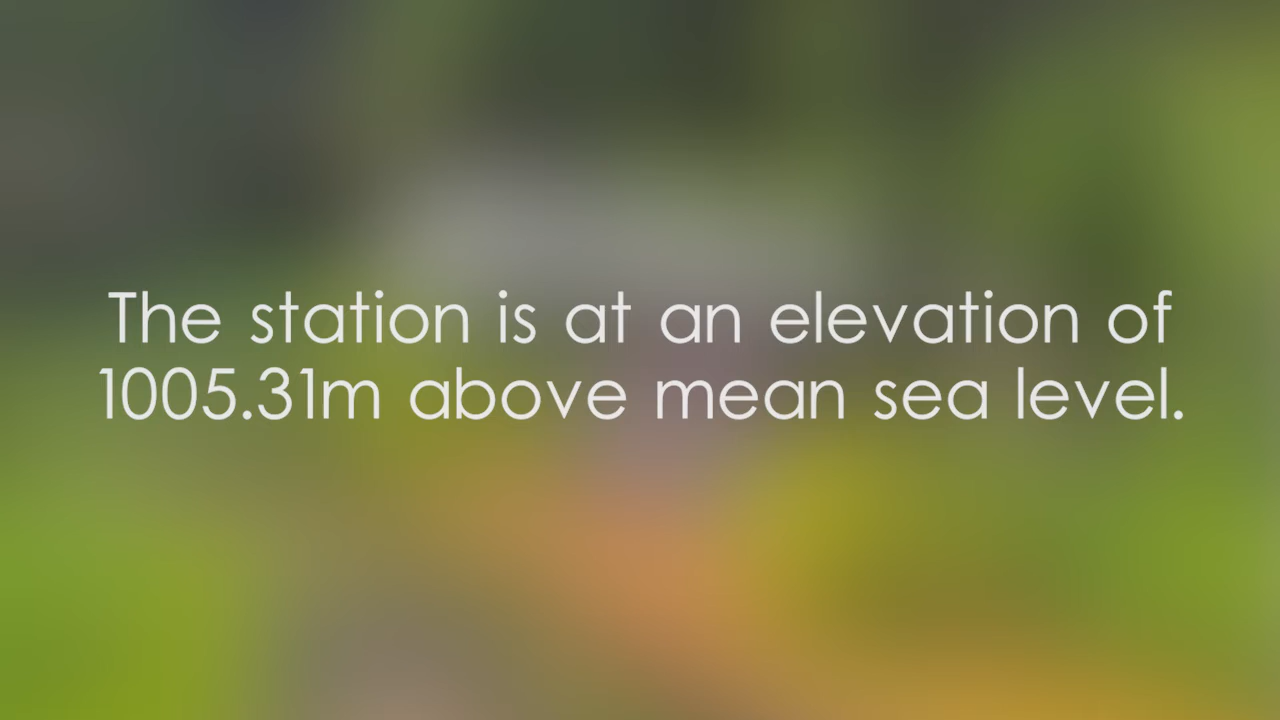 The station is at an elevation of
1005.31m above mean sea level.